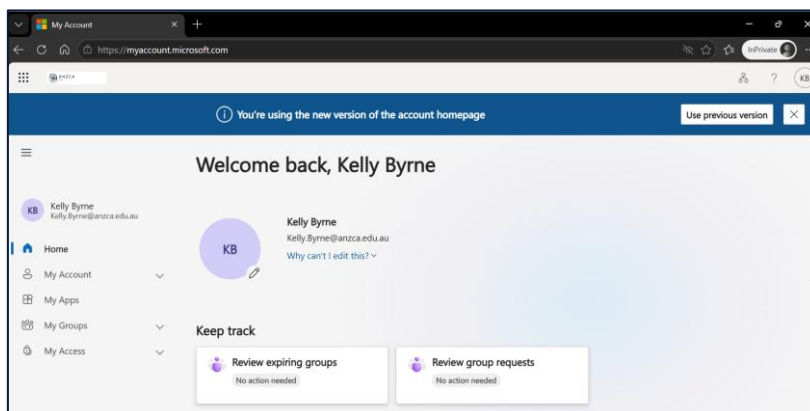 My Account
https://myaccount.microsoft.com
InPrivate
ANZCA
?
KB
You're using the new version of the account homepage
Use previous version
Welcome back, Kelly Byrne
KB
Kelly Byrne
Kelly.Byrne@anzca.edu.au
Home
My Account
My Apps
My Groups
My Access
KB
Kelly Byrne
Kelly.Byrne@anzca.edu.au
Why can't I edit this?
Keep track
Review expiring groups
No action needed
Review group requests
No action needed